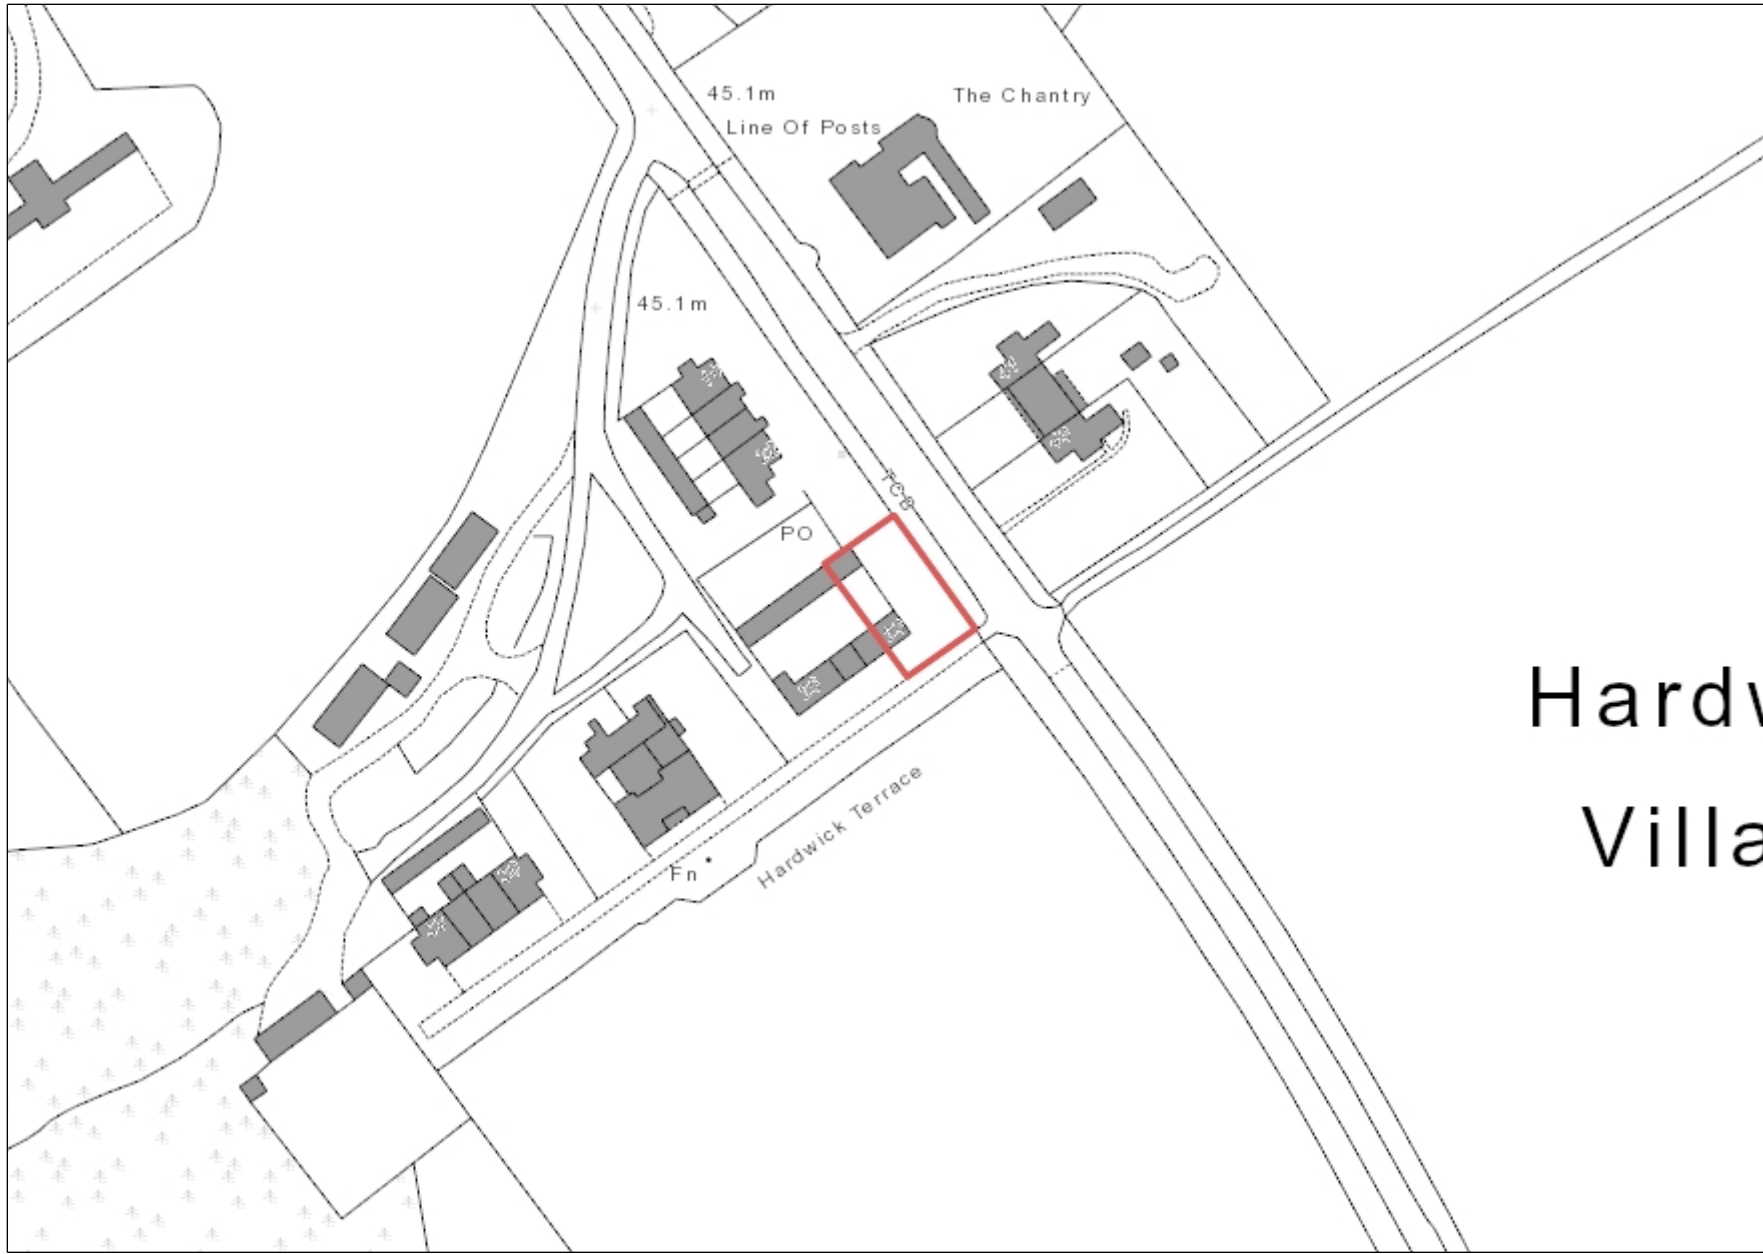 45.1m
The Chantry
Line Of Posts
45.1m
TCB
PO
Hardw
Villa
Hardwick Terrace
Fn